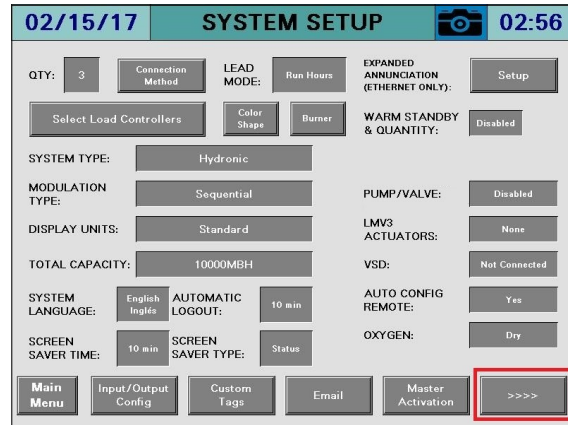 02/15/17 SYSTEM SETUP 02:56
QTY: 3
Connection
Method
LEAD
MODE: Run Hours
EXPANDED
ANNUNCIATION
(ETHERNET ONLY): Setup
Select Load Controllers
Color
Shape
Burner
WARM STANDBY
& QUANTITY: Disabled
SYSTEM TYPE: Hydronic
MODULATION
TYPE: Sequential
PUMP/VALVE: Disabled
DISPLAY UNITS: Standard
LMV3
ACTUATORS: None
TOTAL CAPACITY: 10000MBH
VSD: Not Connected
SYSTEM
LANGUAGE: English
Inglés
AUTOMATIC
LOGOUT: 10 min
AUTO CONFIG
REMOTE: Yes
SCREEN
SAVER TIME: 10 min
SCREEN
SAVER TYPE: Status
OXYGEN: Dry
Main
Menu
Input/Output
Config
Custom
Tags
Email
Master
Activation
>>>>